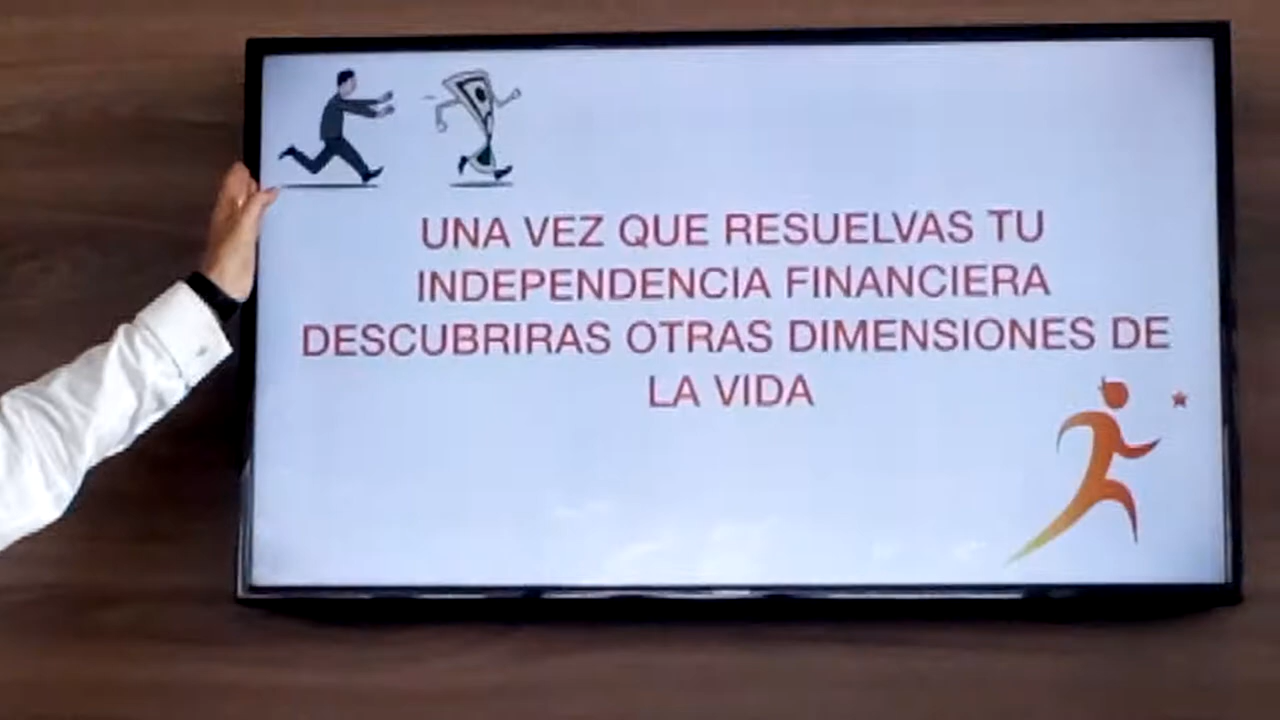 UNA VEZ QUE RESUELVAS TU
INDEPENDENCIA FINANCIERA
DESCUBRIRAS OTRAS DIMENSIONES DE
LA VIDA